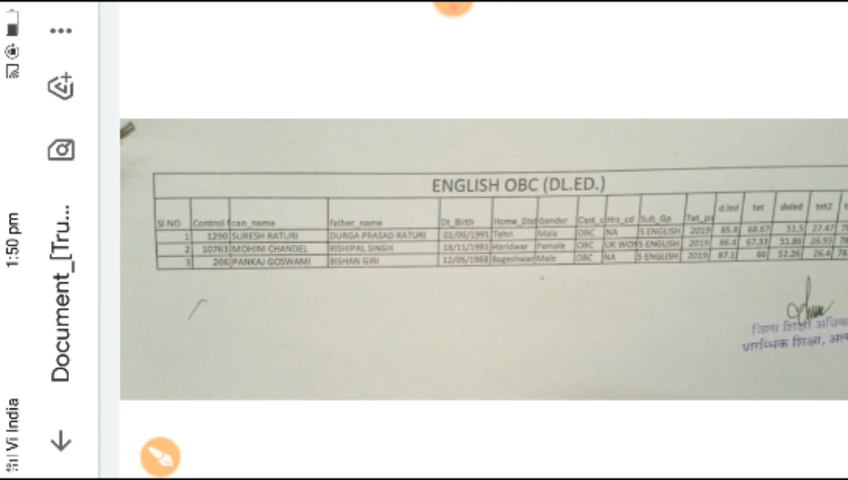 Vi India
1:50 pm
Document_[Tru...
ENGLISH OBC (DL.ED.)
Sl NO Control can_name father_name Dt_Birth Home_Dist Gender Cast_c Hrz_cd Sub_Gp Tet_pa d.led tet deled tet2
1 1290 SURESH RATURI DURGA PRASAD RATURI 01/06/1991 Tehri Male OBC NA S ENGLISH 2019 85.8 68.67 51.5 27.47
2 10763 MOHINI CHANDEL RISHIPAL SINGH 18/11/1991 Haridwar Female OBC UK WOM S ENGLISH 2019 86.4 67.33 51.86 26.93
3 206 PANKAJ GOSWAMI BISHAN GIRI 12/05/1988 Bageshwar Male OBC NA S ENGLISH 2019 87.1 66 52.26 26.4
जिला शिक्षा अधिक
प्रारम्भिक शिक्षा, अल